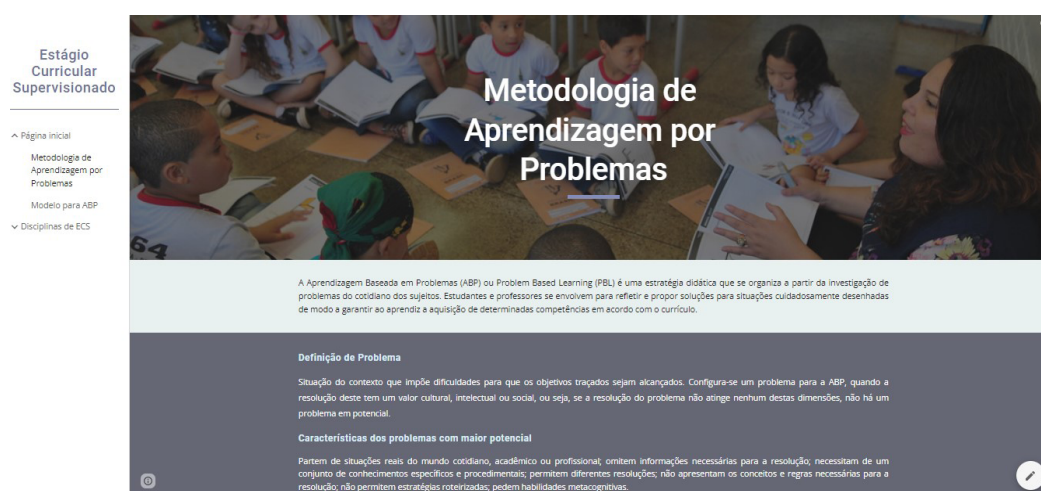 Estágio
Curricular
Supervisionado
Página inicial
Metodologia de
Aprendizagem por
Problemas
Modelo para ABP
Disciplinas de ECS
Metodologia de
Aprendizagem por
Problemas
64
A Aprendizagem Baseada em Problemas (ABP) ou Problem Based Learning (PBL) é uma estratégia didática que se organiza a partir da investigação de
problemas do cotidiano dos sujeitos. Estudantes e professores se envolvem para refletir e propor soluções para situações cuidadosamente desenhadas
de modo a garantir ao aprendiz a aquisição de determinadas competências em acordo com o currículo.
Definição de Problema
Situação do contexto que impõe dificuldades para que os objetivos traçados sejam alcançados. Configura-se um problema para a ABP, quando a
resolução deste tem um valor cultural, intelectual ou social, ou seja, se a resolução do problema não atinge nenhum destas dimensões, não há um
problema em potencial.
Características dos problemas com maior potencial
Partem de situações reais do mundo cotidiano, acadêmico ou profissional; omitem informações necessárias para a resolução; necessitam de um
conjunto de conhecimentos específicos e procedimentais; permitem diferentes resoluções; não apresentam os conceitos e regras necessárias para a
resolução; não permitem estratégias roteirizadas; pedem habilidades metacognitivas.